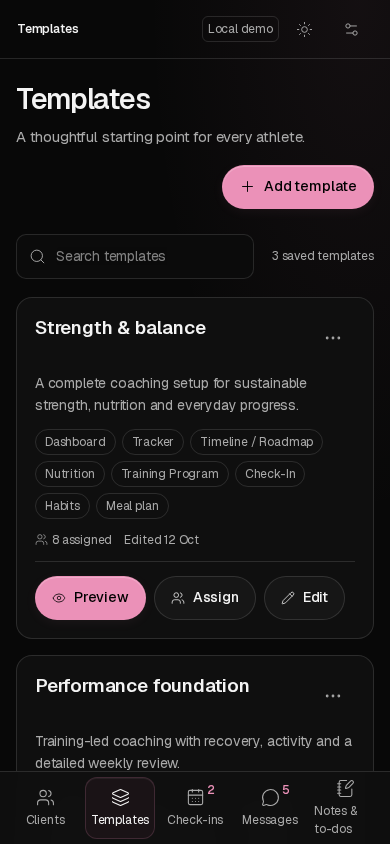 Templates
Local demo
Templates
A thoughtful starting point for every athlete.
Add template
Search templates
3 saved templates
Strength & balance
A complete coaching setup for sustainable
strength, nutrition and everyday progress.
Dashboard Tracker Timeline / Roadmap
Nutrition Training Program Check-In
Habits Meal plan
8 assigned Edited 12 Oct
Preview Assign Edit
Performance foundation
Training-led coaching with recovery, activity and a
detailed weekly review.
2 5
Clients Templates Check-ins Messages Notes &
to-dos